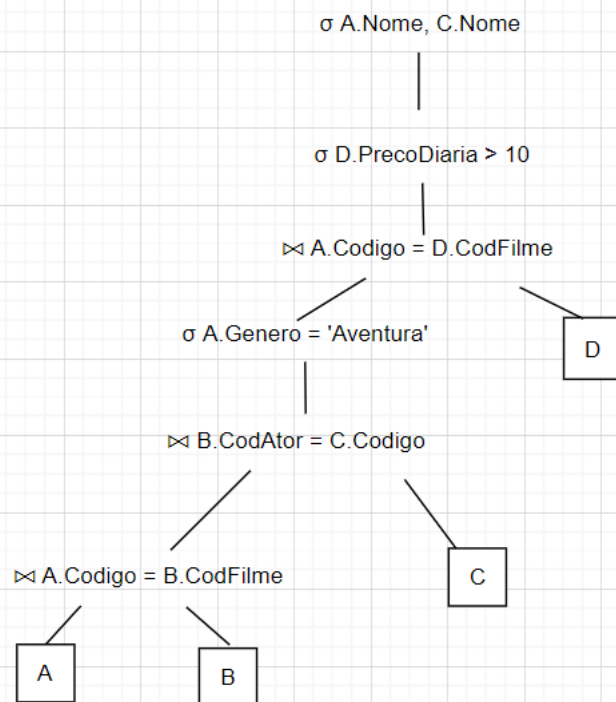 σ A.Nome, C.Nome
σ D.PrecoDiaria > 10
⋈ A.Codigo = D.CodFilme
σ A.Genero = 'Aventura'
D
⋈ B.CodAtor = C.Codigo
⋈ A.Codigo = B.CodFilme
C
A
B